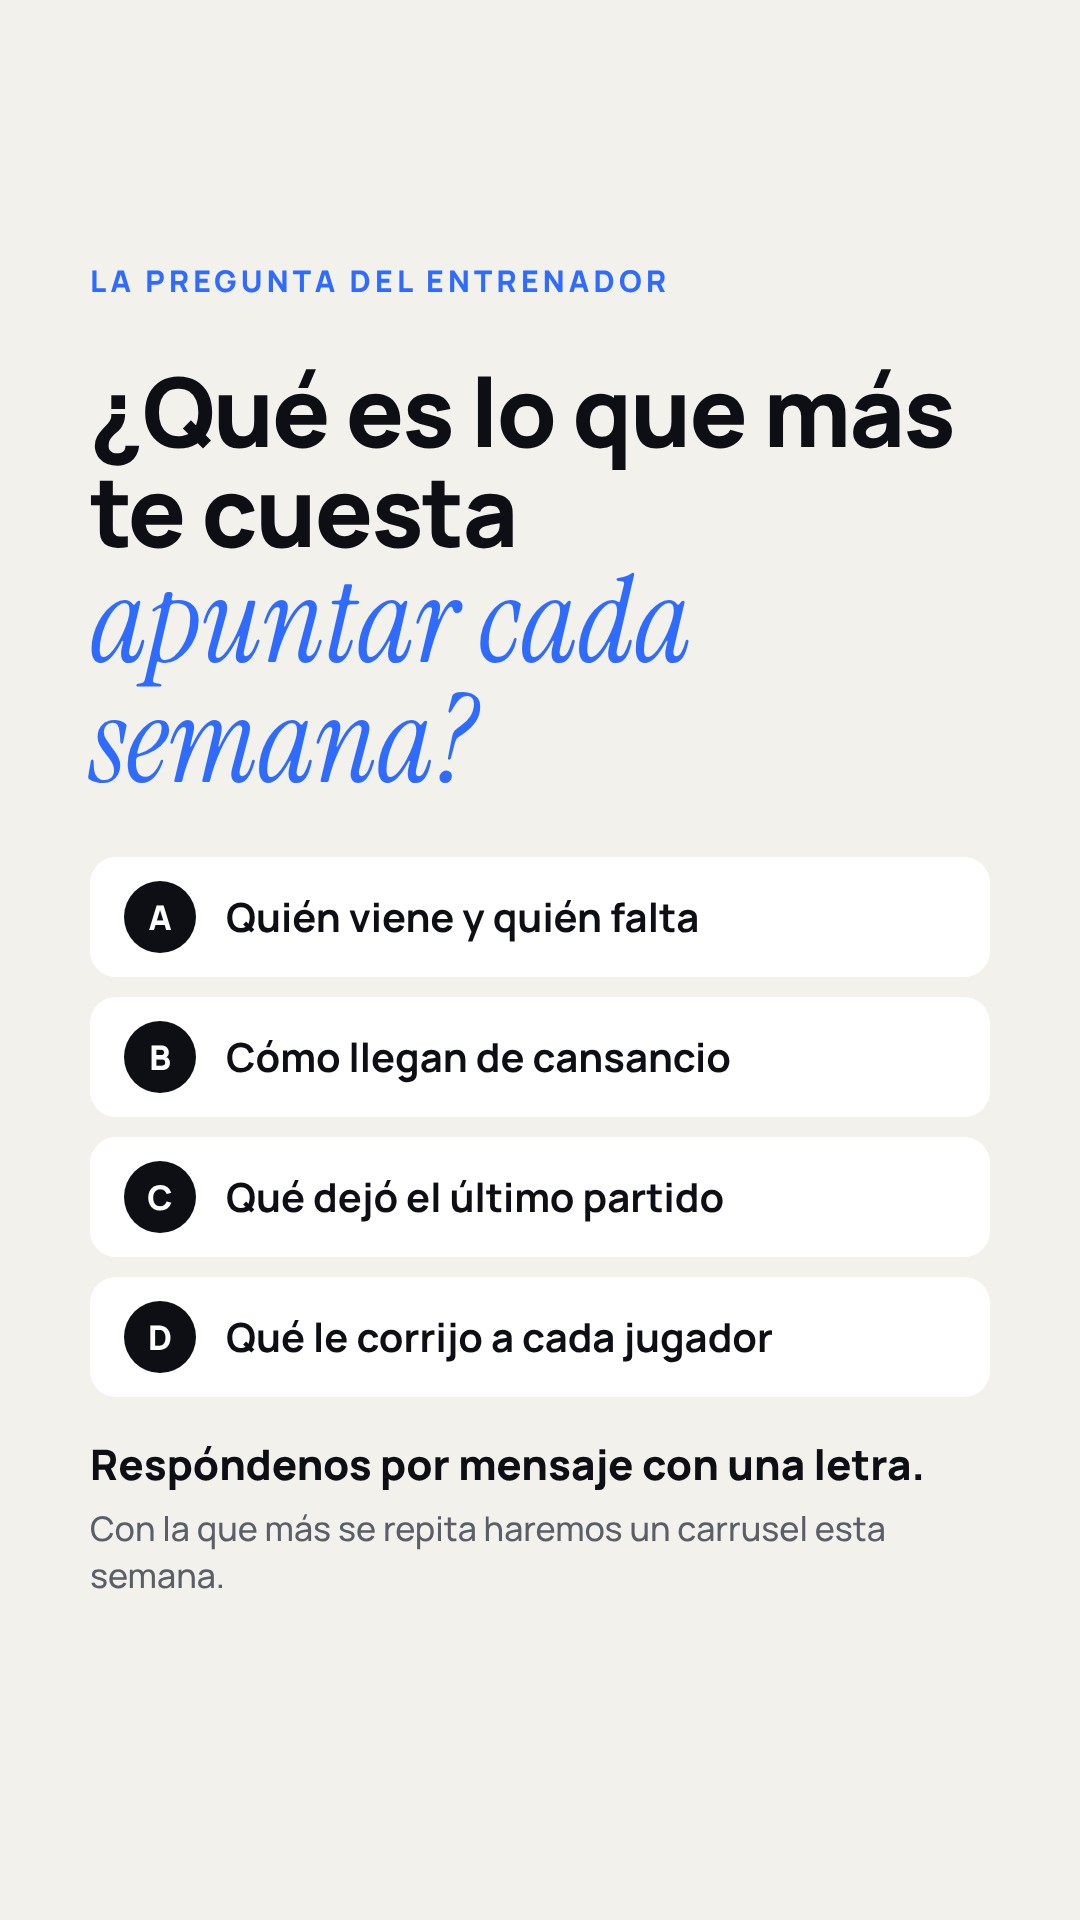 LA PREGUNTA DEL ENTRENADOR
¿Qué es lo que más
te cuesta
apuntar cada
semana?
A Quién viene y quién falta
B Cómo llegan de cansancio
C Qué dejó el último partido
D Qué le corrijo a cada jugador
Respóndenos por mensaje con una letra.
Con la que más se repita haremos un carrusel esta
semana.